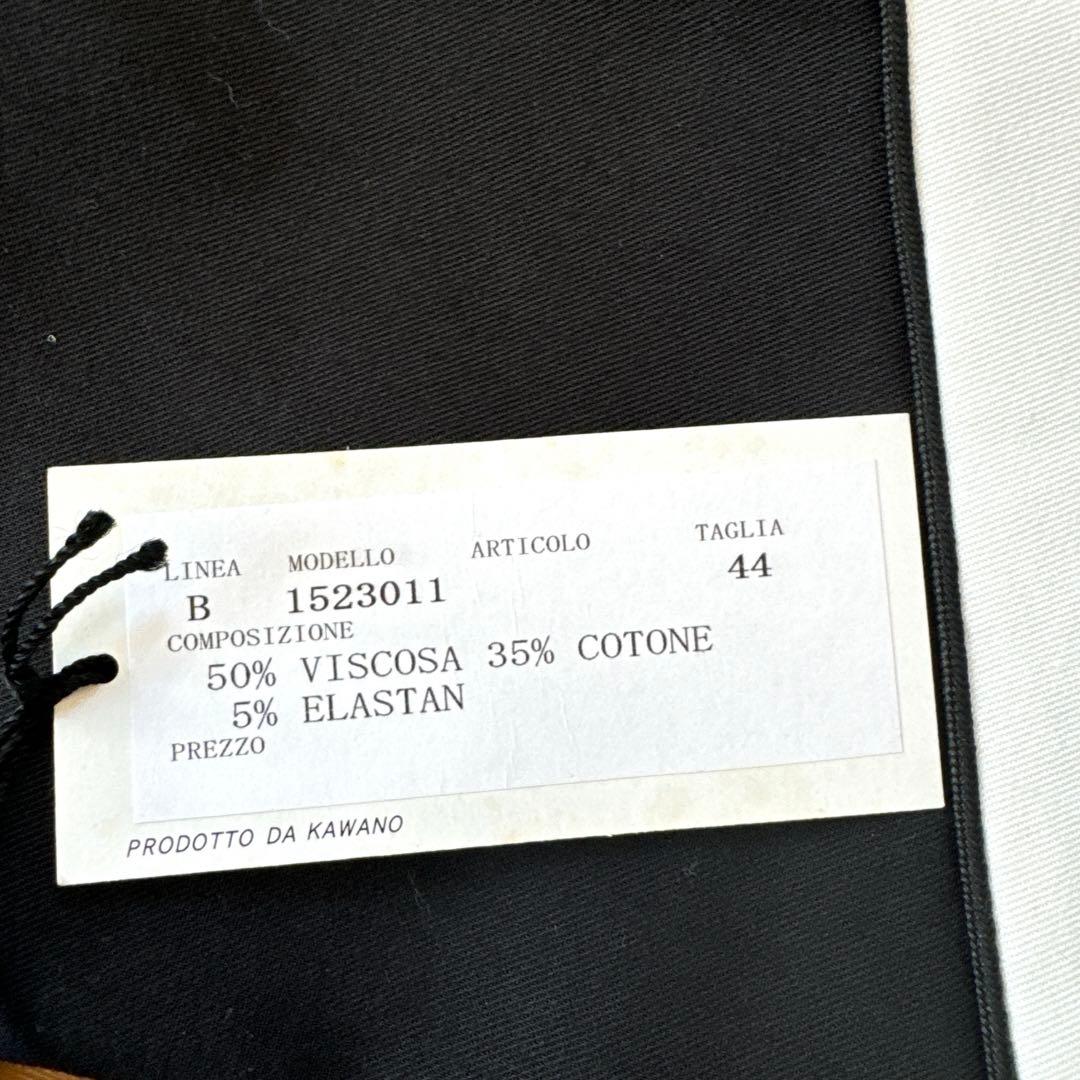 LINEA MODELLO ARTICOLO TAGLIA
B 1523011 44
COMPOSIZIONE
50% VISCOSA 35% COTONE
5% ELASTAN
PREZZO
PRODOTTO DA KAWANO